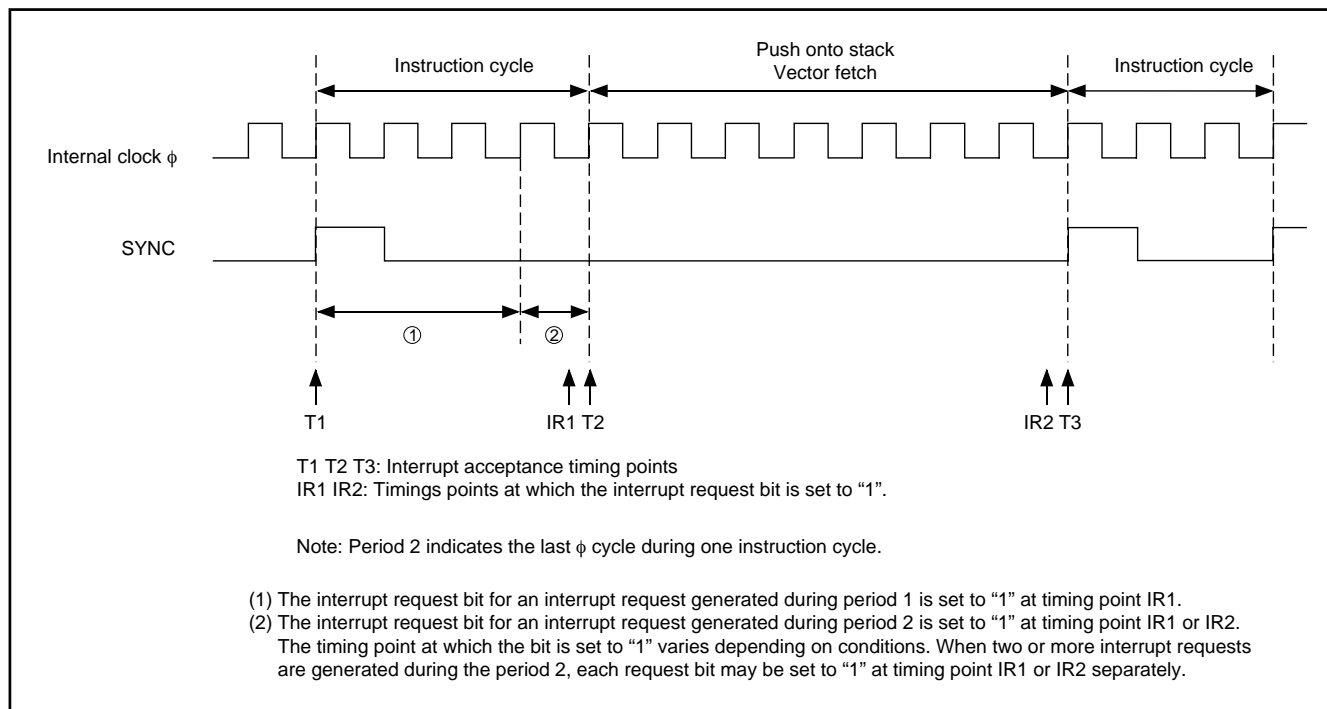 Push onto stack
Instruction cycle
Vector fetch
Instruction cycle
Internal clock ϕ
SYNC
①
②
T1
IR1 T2
IR2 T3
T1 T2 T3: Interrupt acceptance timing points
IR1 IR2: Timings points at which the interrupt request bit is set to “1”.
Note: Period 2 indicates the last ϕ cycle during one instruction cycle.
(1) The interrupt request bit for an interrupt request generated during period 1 is set to “1” at timing point IR1.
(2) The interrupt request bit for an interrupt request generated during period 2 is set to “1” at timing point IR1 or IR2.
The timing point at which the bit is set to “1” varies depending on conditions. When two or more interrupt requests
are generated during the period 2, each request bit may be set to “1” at timing point IR1 or IR2 separately.